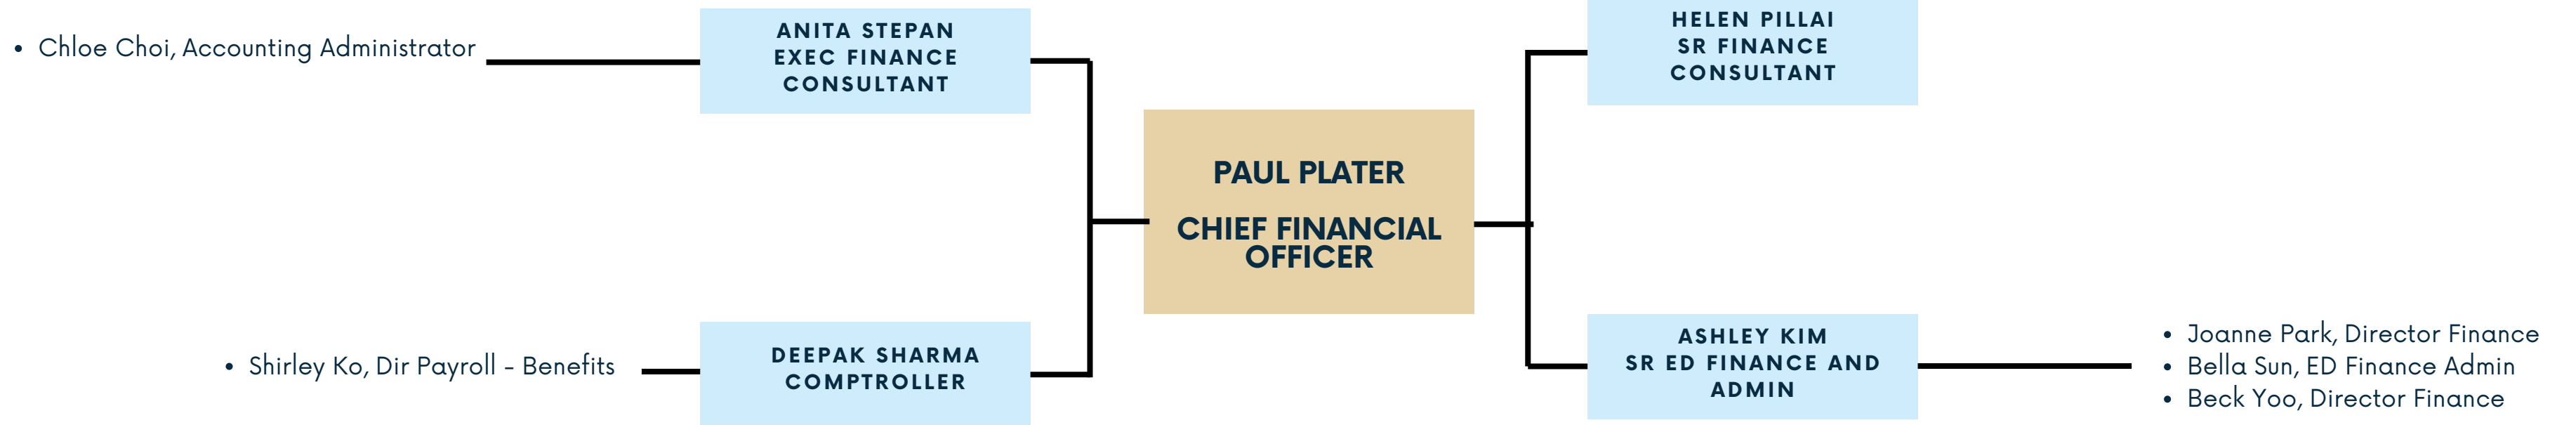 • Chloe Choi, Accounting Administrator
ANITA STEPAN
EXEC FINANCE
CONSULTANT
HELEN PILLAI
SR FINANCE
CONSULTANT
PAUL PLATER
CHIEF FINANCIAL
OFFICER
• Shirley Ko, Dir Payroll - Benefits
DEEPAK SHARMA
COMPTROLLER
ASHLEY KIM
SR ED FINANCE AND
ADMIN
• Joanne Park, Director Finance
• Bella Sun, ED Finance Admin
• Beck Yoo, Director Finance